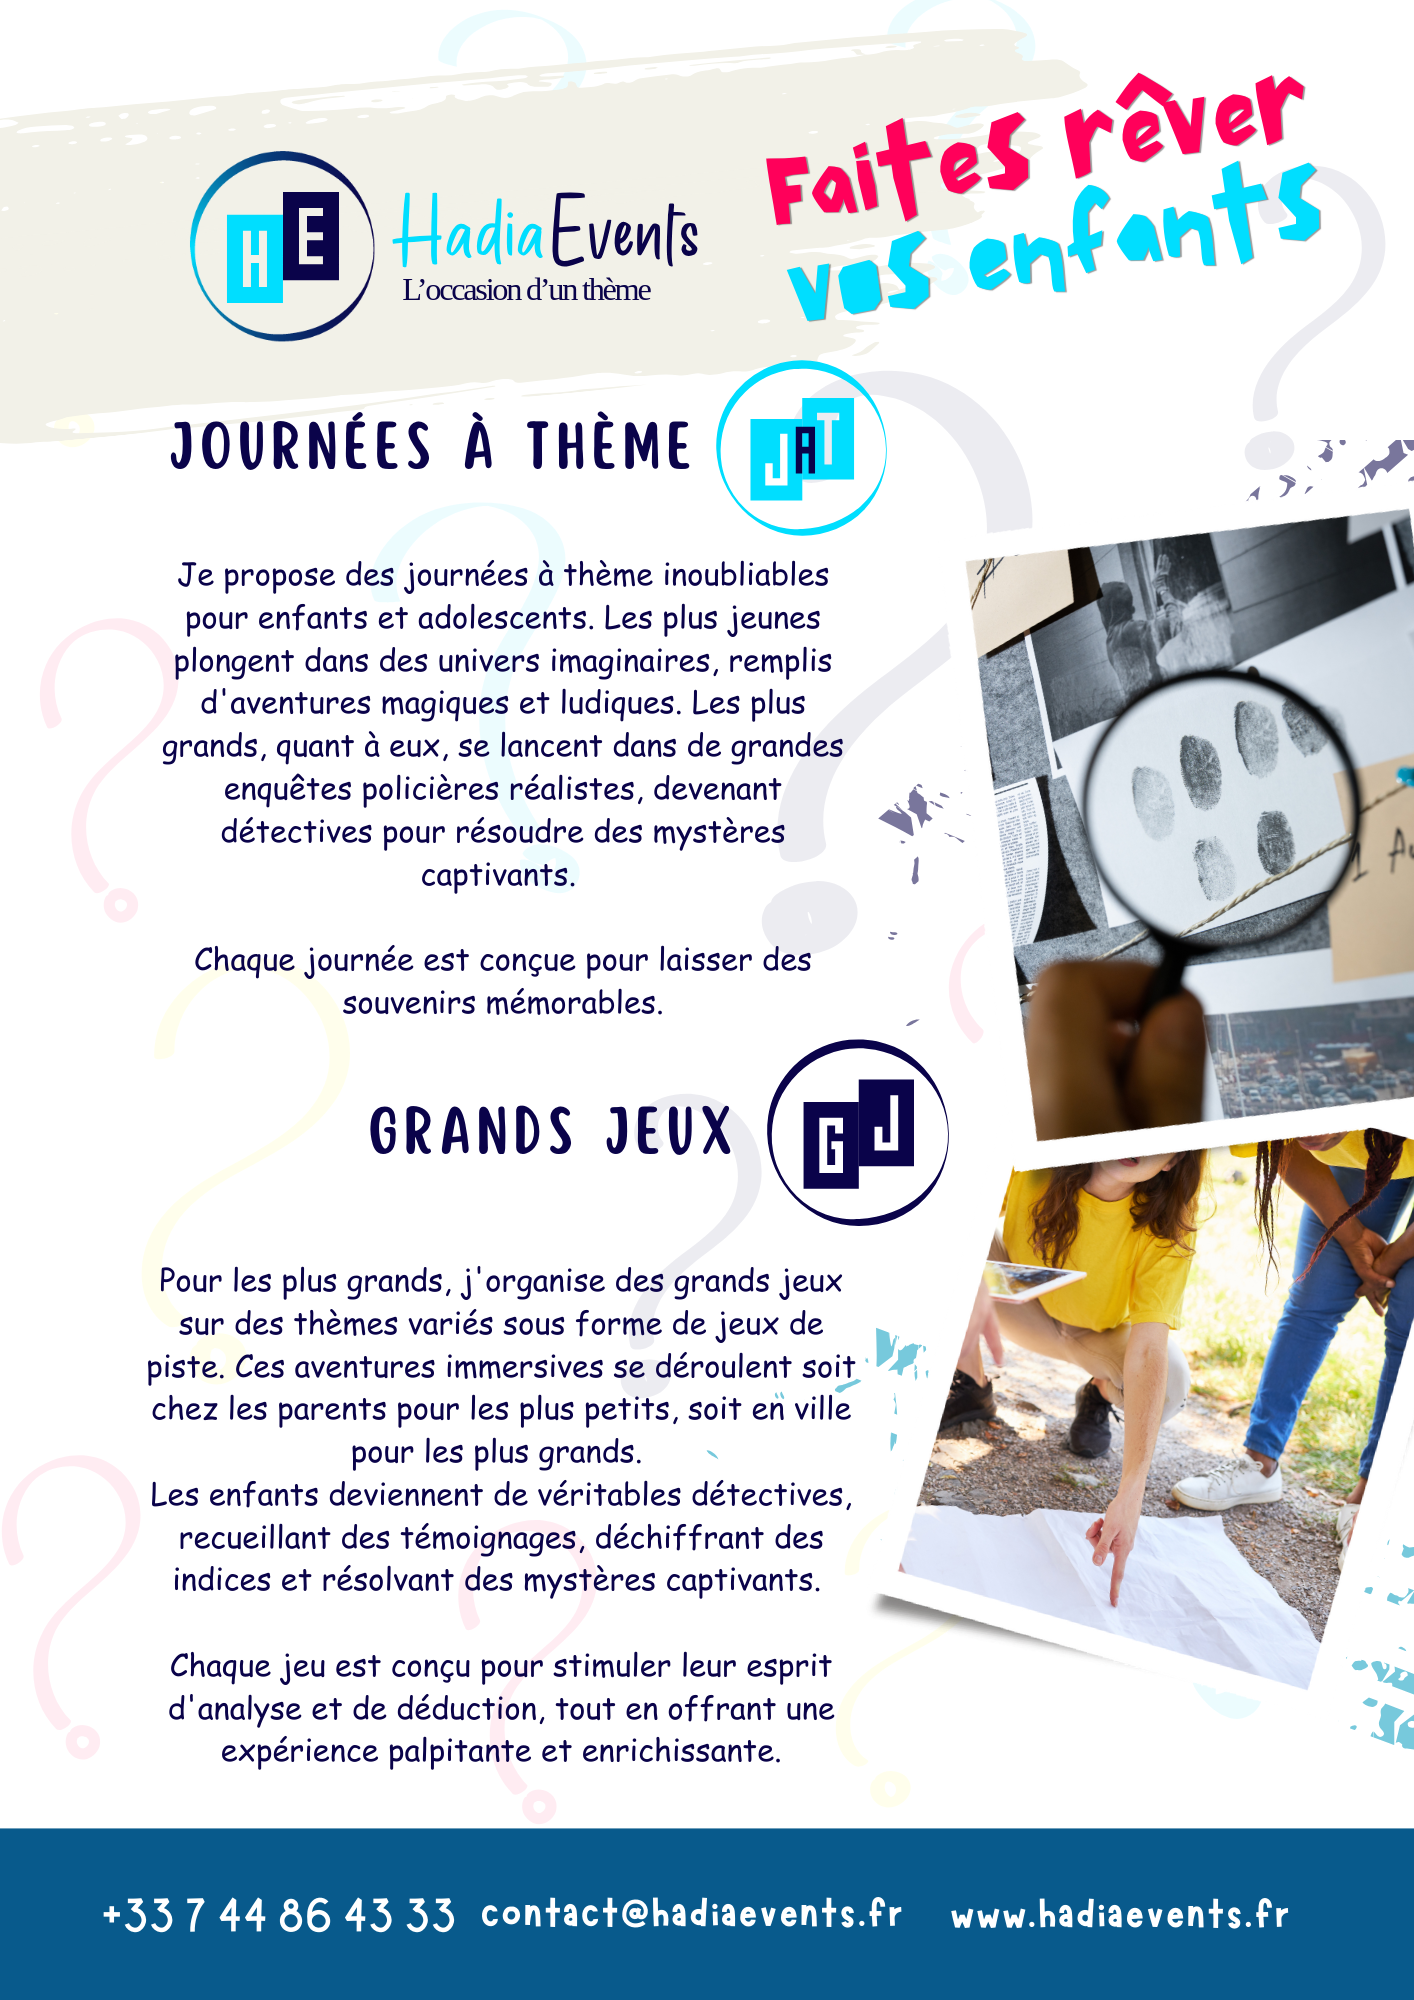 HE
HadiaEvents
L'occasion d'un thème
Faites rêver
vos enfants
JOURNÉES À THÈME
JAT
Je propose des journées à thème inoubliables
pour enfants et adolescents. Les plus jeunes
plongent dans des univers imaginaires, remplis
d'aventures magiques et ludiques. Les plus
grands, quant à eux, se lancent dans de grandes
enquêtes policières réalistes, devenant
détectives pour résoudre des mystères
captivants.
Chaque journée est conçue pour laisser des
souvenirs mémorables.
GRANDS JEUX
GJ
Pour les plus grands, j'organise des grands jeux
sur des thèmes variés sous forme de jeux de
piste. Ces aventures immersives se déroulent soit
chez les parents pour les plus petits, soit en ville
pour les plus grands.
Les enfants deviennent de véritables détectives,
recueillant des témoignages, déchiffrant des
indices et résolvant des mystères captivants.
Chaque jeu est conçu pour stimuler leur esprit
d'analyse et de déduction, tout en offrant une
expérience palpitante et enrichissante.
+33 7 44 86 43 33 contact@hadiaevents.fr www.hadiaevents.fr